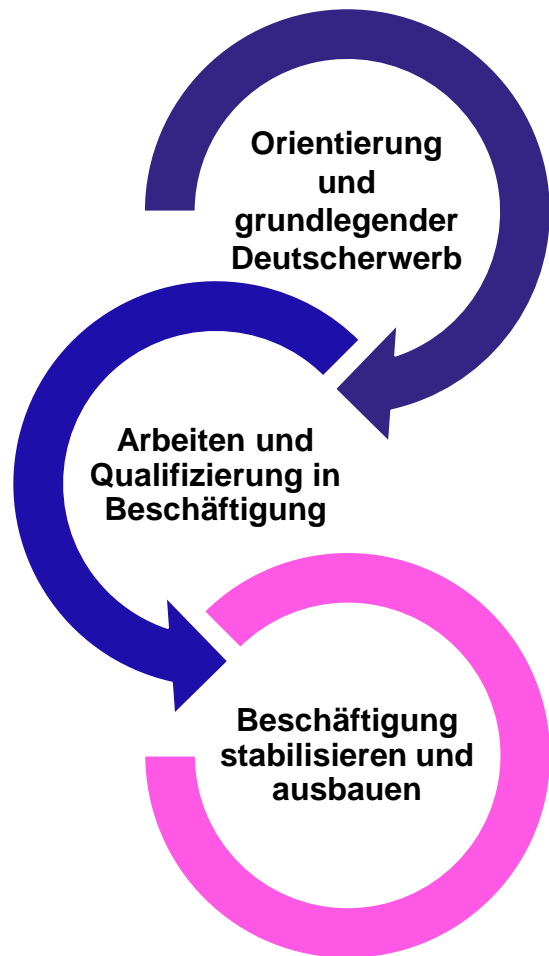 Orientierung
und
grundlegender
Deutscherwerb
Arbeiten und
Qualifizierung in
Beschäftigung
Beschäftigung
stabilisieren und
ausbauen